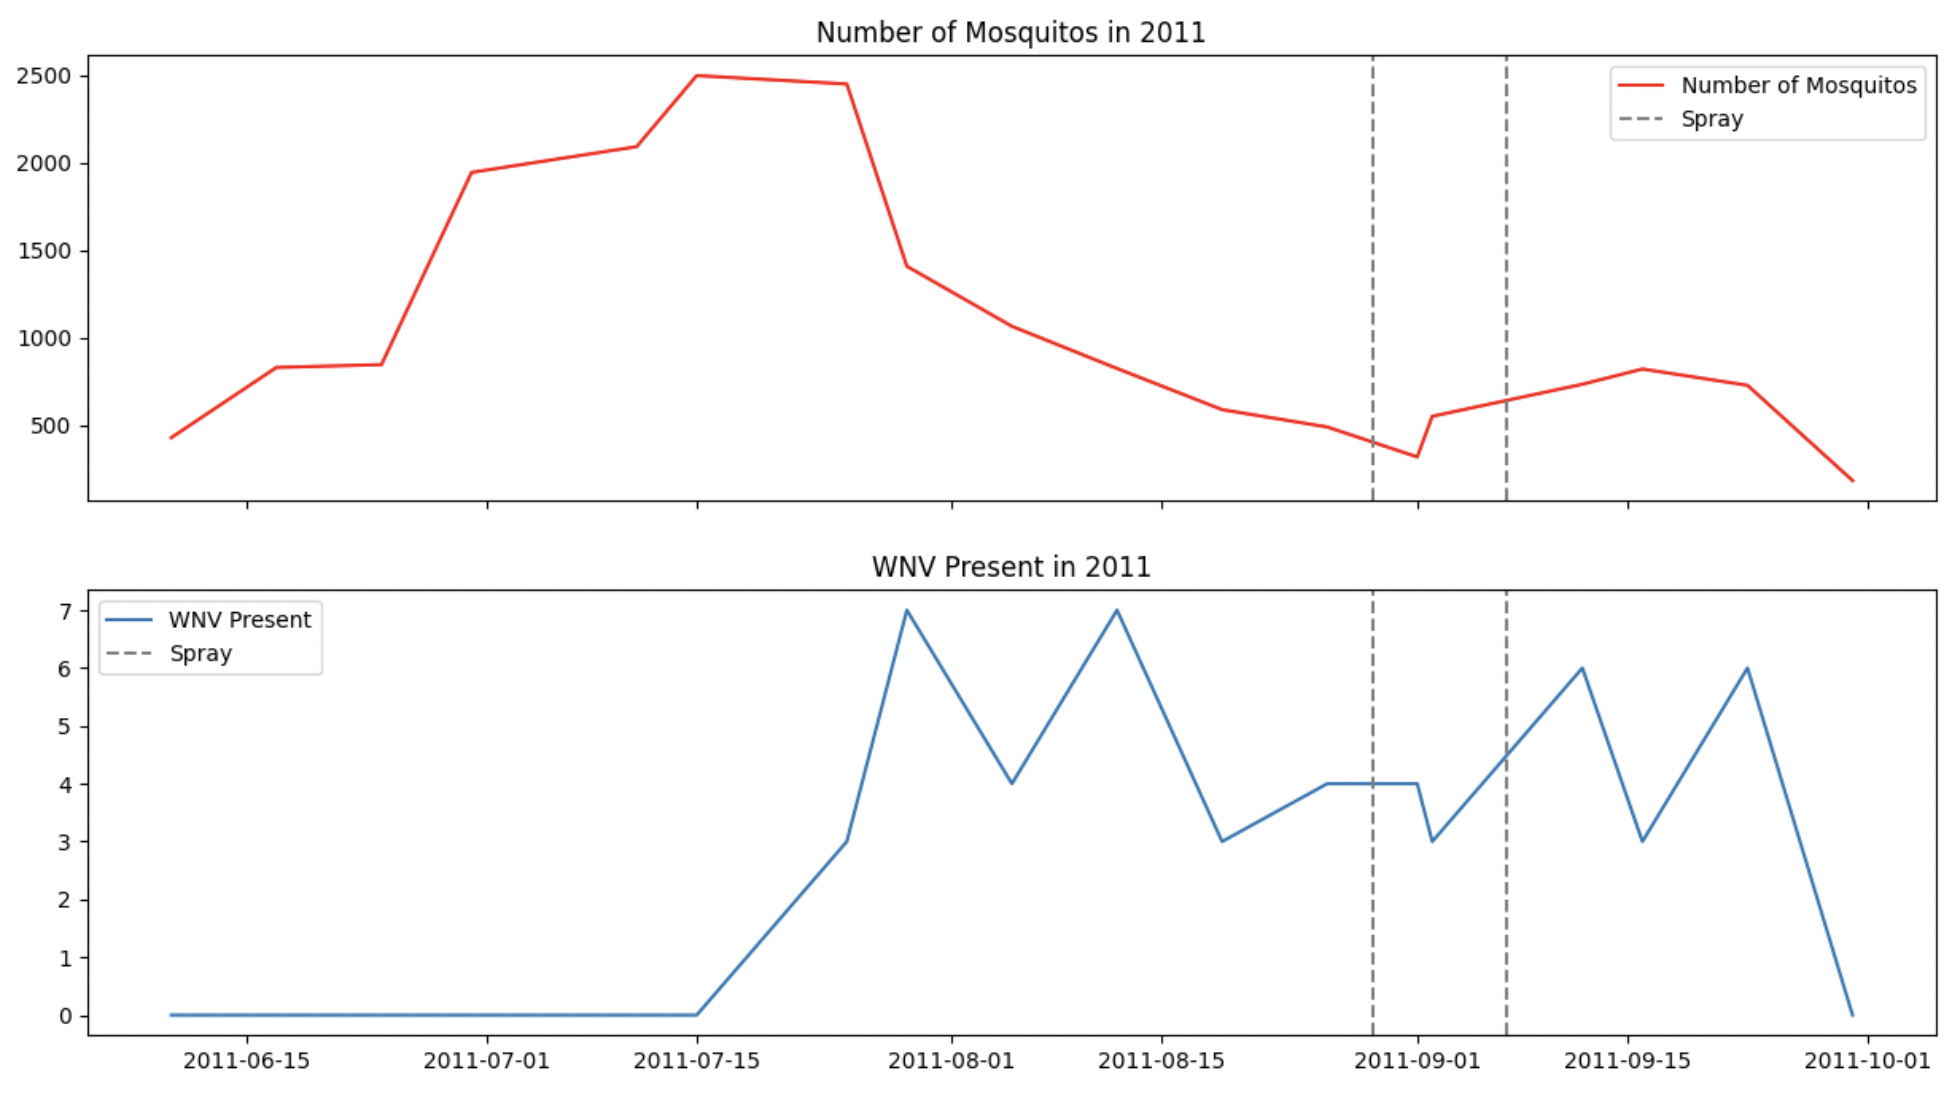 Number of Mosquitos in 2011
2500
2000
1500
1000
500
Number of Mosquitos
Spray
WNV Present in 2011
7
6
5
4
3
2
1
0
WNV Present
Spray
2011-06-15 2011-07-01 2011-07-15 2011-08-01 2011-08-15 2011-09-01 2011-09-15 2011-10-01